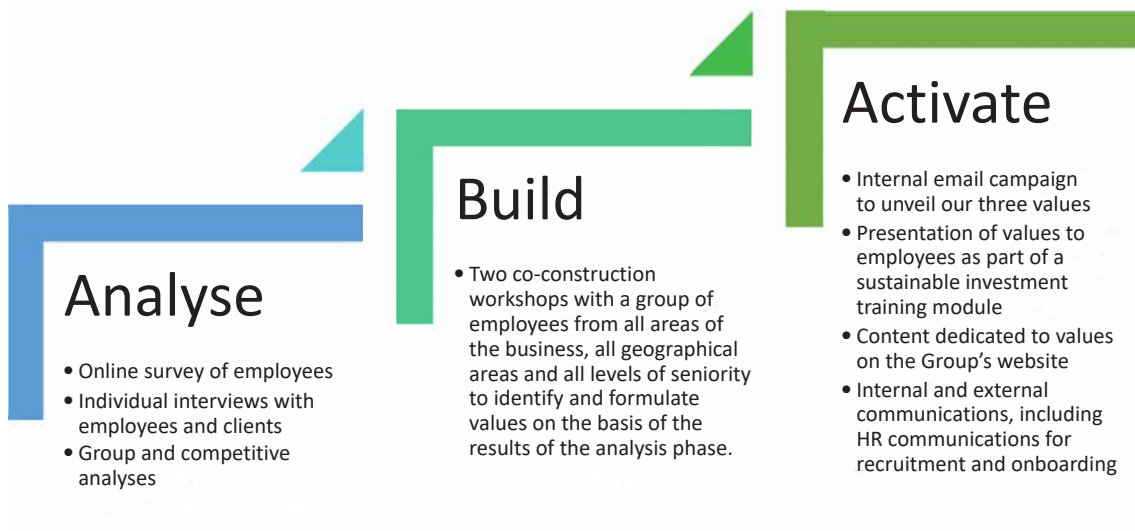 Analyse
• Online survey of employees
• Individual interviews with
employees and clients
• Group and competitive
analyses
Build
• Two co-construction
workshops with a group of
employees from all areas of
the business, all geographical
areas and all levels of seniority
to identify and formulate
values on the basis of the
results of the analysis phase.
Activate
• Internal email campaign
to unveil our three values
• Presentation of values to
employees as part of a
sustainable investment
training module
• Content dedicated to values
on the Group’s website
• Internal and external
communications, including
HR communications for
recruitment and onboarding